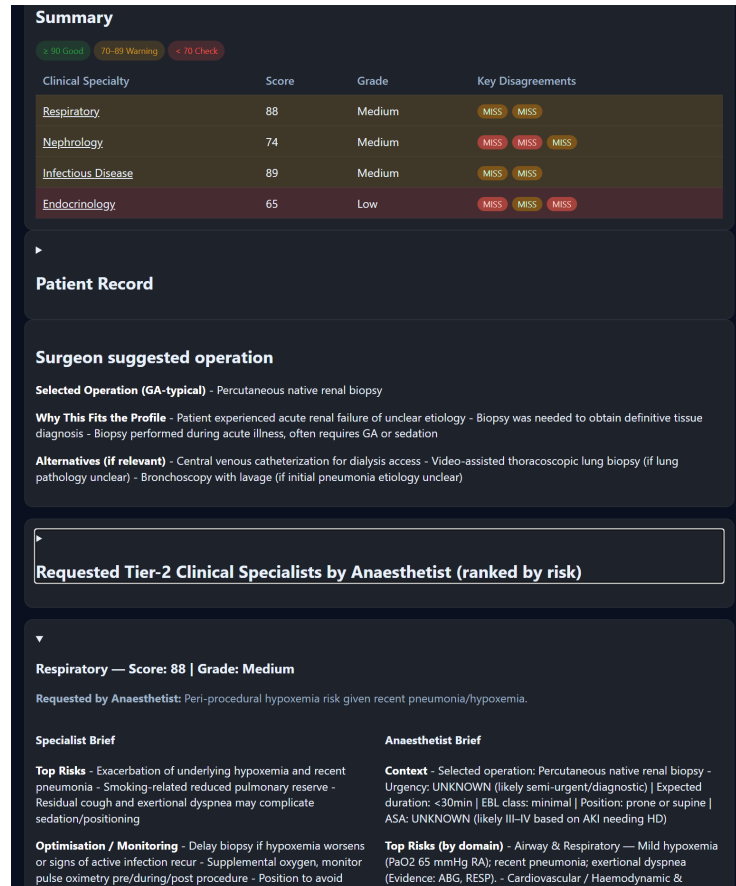 Summary
≥ 90 Good 70–89 Warning < 70 Check
Clinical Specialty Score Grade Key Disagreements
Respiratory 88 Medium MISS MISS
Nephrology 74 Medium MISS MISS MISS
Infectious Disease 89 Medium MISS MISS
Endocrinology 65 Low MISS MISS MISS
Patient Record
Surgeon suggested operation
Selected Operation (GA-typical) - Percutaneous native renal biopsy
Why This Fits the Profile - Patient experienced acute renal failure of unclear etiology - Biopsy was needed to obtain definitive tissue
diagnosis - Biopsy performed during acute illness, often requires GA or sedation
Alternatives (if relevant) - Central venous catheterization for dialysis access - Video-assisted thoracoscopic lung biopsy (if lung
pathology unclear) - Bronchoscopy with lavage (if initial pneumonia etiology unclear)
Requested Tier-2 Clinical Specialists by Anaesthetist (ranked by risk)
Respiratory — Score: 88 | Grade: Medium
Requested by Anaesthetist: Peri-procedural hypoxemia risk given recent pneumonia/hypoxemia.
Specialist Brief
Top Risks - Exacerbation of underlying hypoxemia and recent
pneumonia - Smoking-related reduced pulmonary reserve -
Residual cough and exertional dyspnea may complicate
sedation/positioning
Optimisation / Monitoring - Delay biopsy if hypoxemia worsens
or signs of active infection recur - Supplemental oxygen, monitor
pulse oximetry pre/during/post procedure - Position to avoid
Anaesthetist Brief
Context - Selected operation: Percutaneous native renal biopsy -
Urgency: UNKNOWN (likely semi-urgent/diagnostic) | Expected
duration: <30min | EBL class: minimal | Position: prone or supine |
ASA: UNKNOWN (likely III–IV based on AKI needing HD)
Top Risks (by domain) - Airway & Respiratory — Mild hypoxemia
(PaO2 65 mmHg RA); recent pneumonia; exertional dyspnea
(Evidence: ABG, RESP). - Cardiovascular / Haemodynamic &